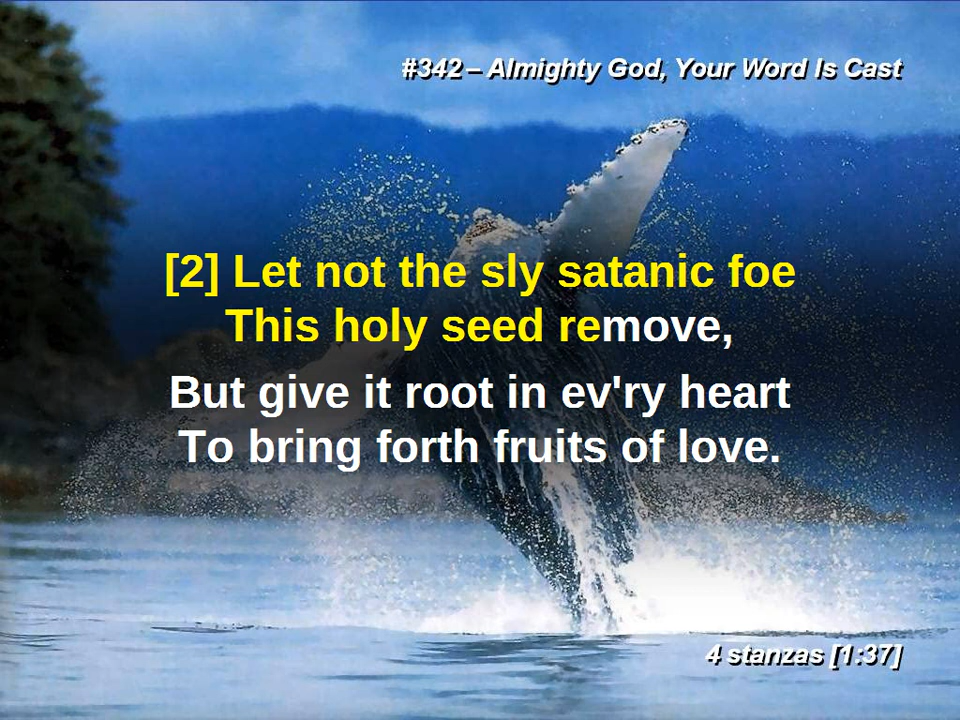 #342 – Almighty God, Your Word Is Cast
[2] Let not the sly satanic foe
This holy seed remove,
But give it root in ev'ry heart
To bring forth fruits of love.
4 stanzas [1:37]